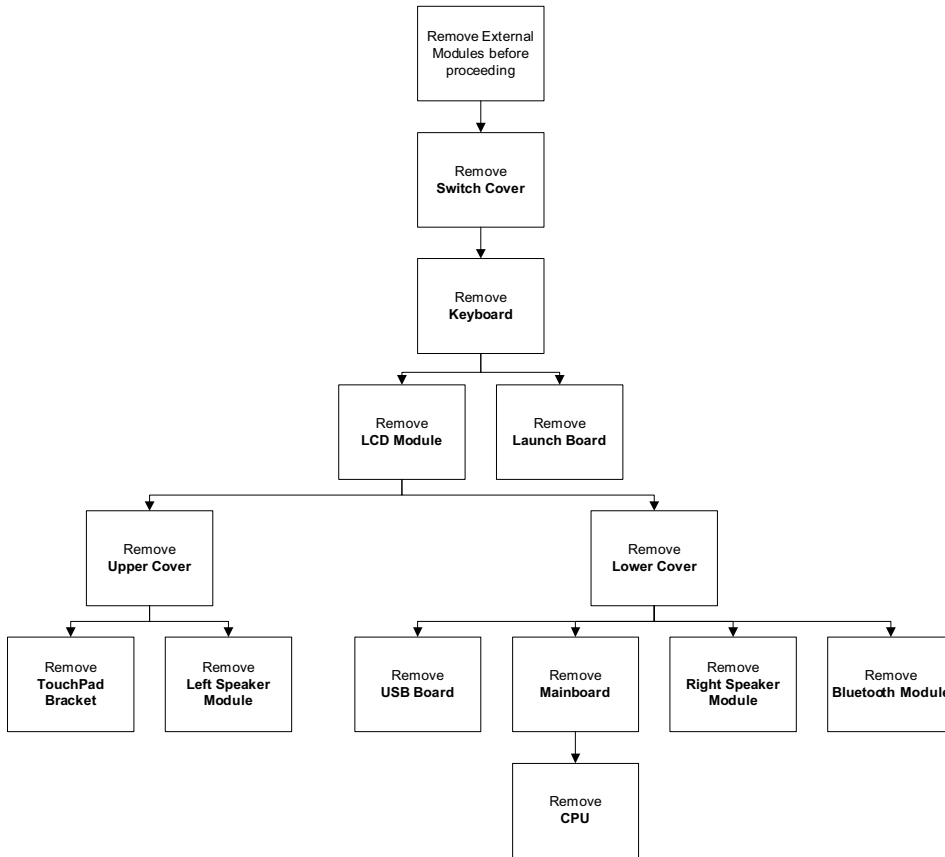 Remove External
Modules before
proceeding
Remove
Switch Cover
Remove
Keyboard
Remove
LCD Module
Remove
Launch Board
Remove
Upper Cover
Remove
Lower Cover
Remove
TouchPad
Bracket
Remove
Left Speaker
Module
Remove
USB Board
Remove
Mainboard
Remove
Right Speaker
Module
Remove
Bluetooth Module
Remove
CPU